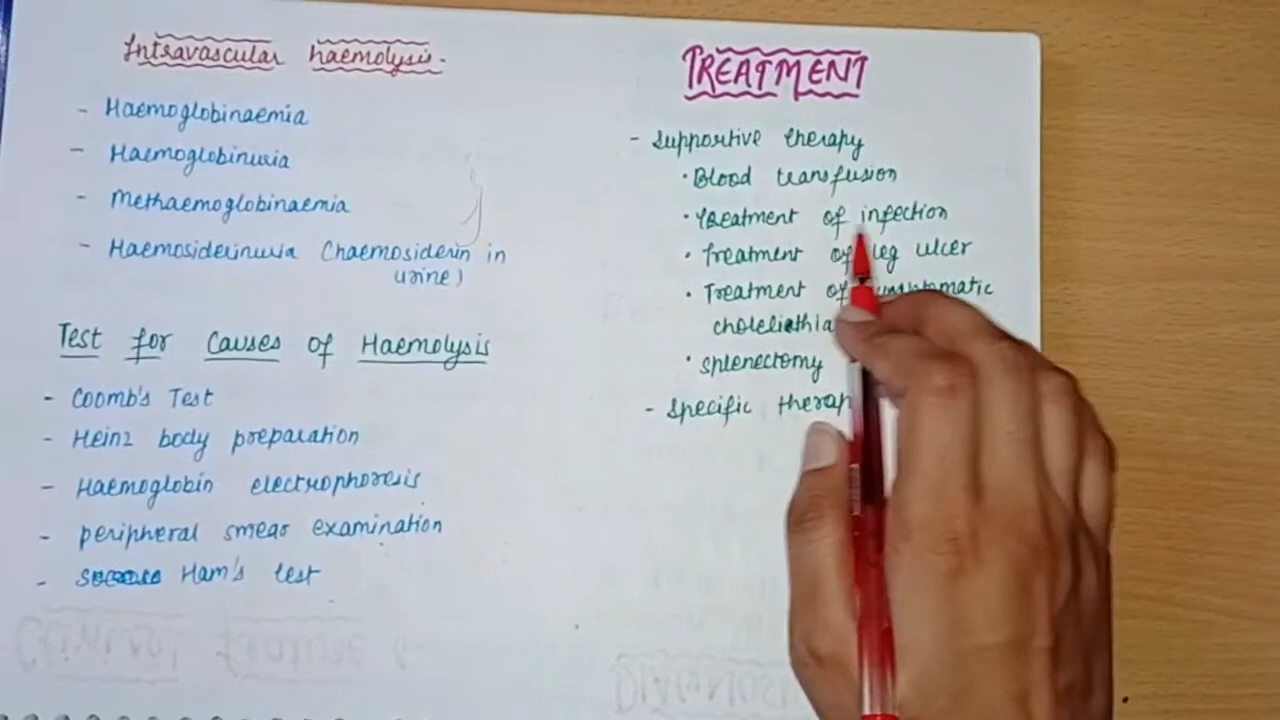 Intravascular haemolysis.
- Haemoglobinaemia
- Haemoglobinuria
- Methaemoglobinaemia
- Haemosiderinuria (haemosiderin in
urine)
Test for Causes of Haemolysis
- Coomb's Test
- Heinz body preparation
- Haemoglobin electrophoresis
- peripheral smear examination
- Ham's test
TREATMENT
- Supportive therapy
• Blood transfusion
• Treatment of infection
• Treatment of leg ulcer
• Treatment of
• splenectomy
- Specific